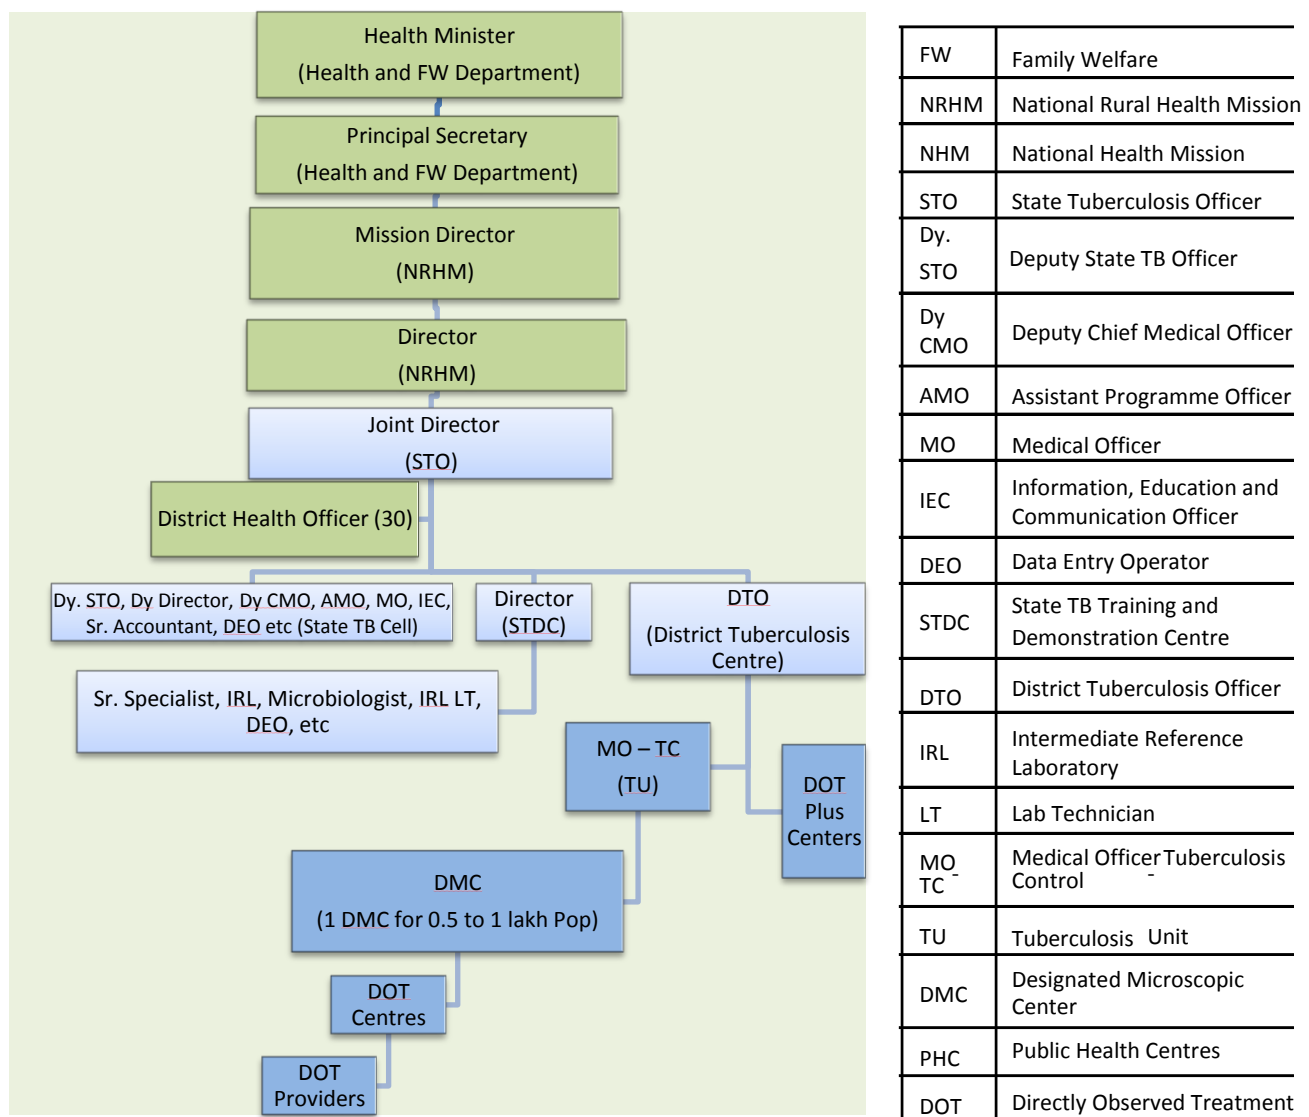 Health Minister
(Health and FW Department)
Principal Secretary
(Health and FW Department)
Mission Director
(NRHM)
Director
(NRHM)
Joint Director
(STO)
District Health Officer (30)
Dy. STO, Dy Director, Dy CMO, AMO, MO, IEC,
Sr. Accountant, DEO etc (State TB Cell)
Director
(STDC)
DTO
(District Tuberculosis
Centre)
Sr. Specialist, IRL, Microbiologist, IRL LT,
DEO, etc
MO – TC
(TU)
DOT
Plus
Centers
DMC
(1 DMC for 0.5 to 1 lakh Pop)
DOT
Centres
DOT
Providers
FW Family Welfare
NRHM National Rural Health Mission
NHM National Health Mission
STO State Tuberculosis Officer
Dy.
STO Deputy State TB Officer
Dy
CMO Deputy Chief Medical Officer
AMO Assistant Programme Officer
MO Medical Officer
IEC Information, Education and
Communication Officer
DEO Data Entry Operator
STDC State TB Training and
Demonstration Centre
DTO District Tuberculosis Officer
IRL Intermediate Reference
Laboratory
LT Lab Technician
MO - Medical Officer Tuberculosis
TC Control -
TU Tuberculosis Unit
DMC Designated Microscopic
Center
PHC Public Health Centres
DOT Directly Observed Treatment